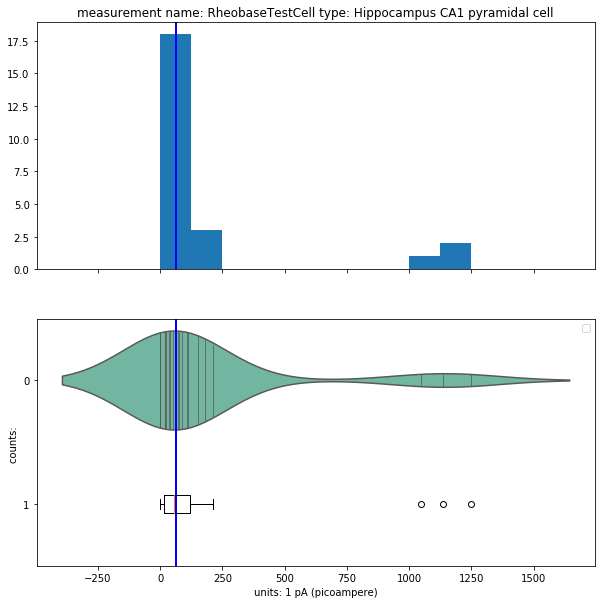 measurement name: RheobaseTestCell type: Hippocampus CA1 pyramidal cell
17.5
15.0
12.5
10.0
7.5
5.0
2.5
0.0
0
counts:
1
−250 0 250 500 750 1000 1250 1500
units: 1 pA (picoampere)